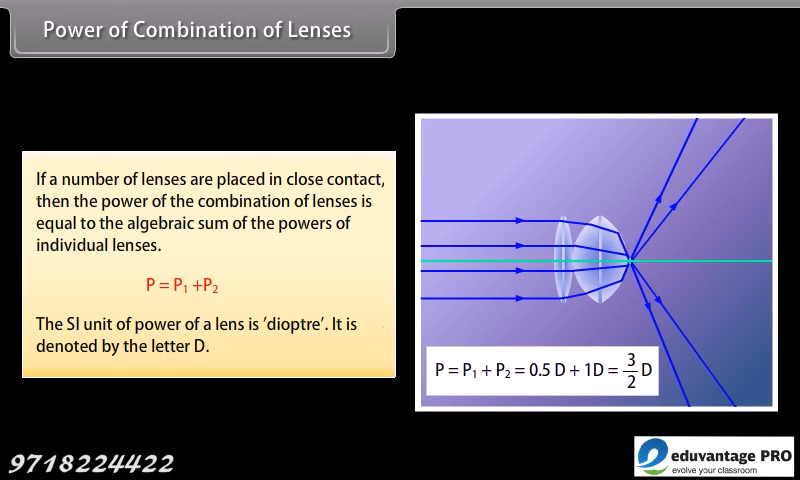 Power of Combination of Lenses
If a number of lenses are placed in close contact,
then the power of the combination of lenses is
equal to the algebraic sum of the powers of
individual lenses.
P = P₁ +P₂
The SI unit of power of a lens is 'dioptre'. It is
denoted by the letter D.
P = P₁ + P₂ = 0.5 D + 1D = 3/2 D
9718224422
eduvantage PRO
evolve your classroom